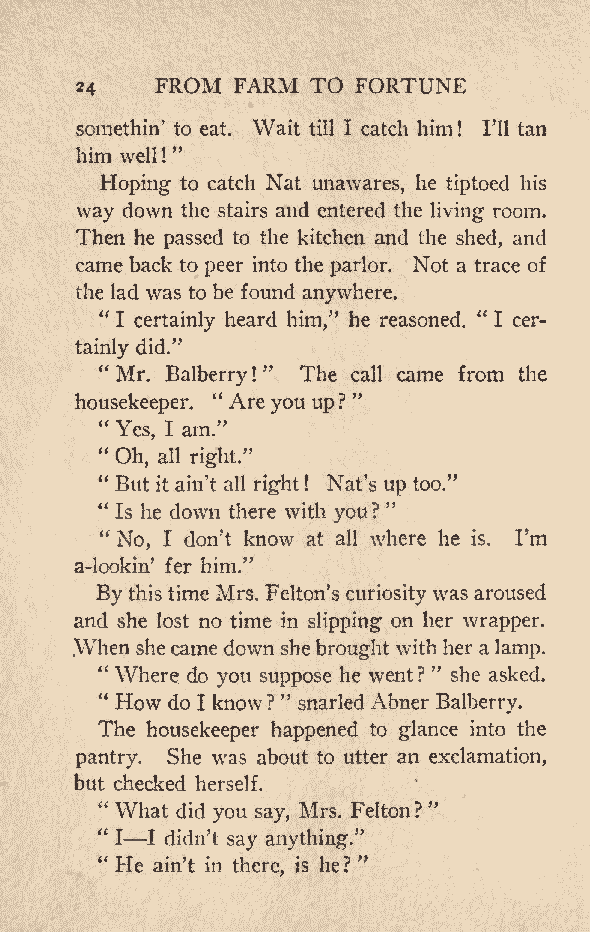 24 FROM FARM TO FORTUNE
somethin' to eat. Wait till I catch him! I'll tan
him well!"
Hoping to catch Nat unawares, he tiptoed his
way down the stairs and entered the living room.
Then he passed to the kitchen and the shed, and
came back to peer into the parlor. Not a trace of
the lad was to be found anywhere.
"I certainly heard him," he reasoned. "I cer-
tainly did."
"Mr. Balberry!" The call came from the
housekeeper. "Are you up?"
"Yes, I am."
"Oh, all right."
"But it ain't all right! Nat's up too."
"Is he down there with you?"
"No, I don't know at all where he is. I'm
a-lookin' fer him."
By this time Mrs. Felton's curiosity was aroused
and she lost no time in slipping on her wrapper.
When she came down she brought with her a lamp.
"Where do you suppose he went?" she asked.
"How do I know?" snarled Abner Balberry.
The housekeeper happened to glance into the
pantry. She was about to utter an exclamation,
but checked herself.
"What did you say, Mrs. Felton?"
"I—I didn't say anything."
"He ain't in there, is he?"